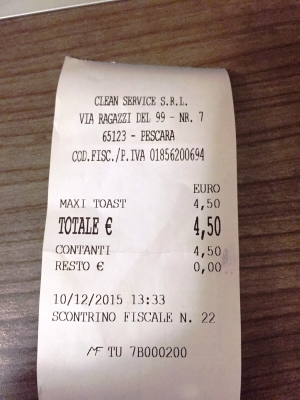 CLEAN SERVICE S.R.L.
VIA RAGAZZI DEL 99 - NR. 7
65123 - PESCARA
COD.FISC./P.IVA 01856200694
EURO
MAXI TOAST 4,50
TOTALE € 4,50
CONTANTI 4,50
RESTO € 0,00
10/12/2015 13:33
SCONTRINO FISCALE N. 22
MF TU 7B000200